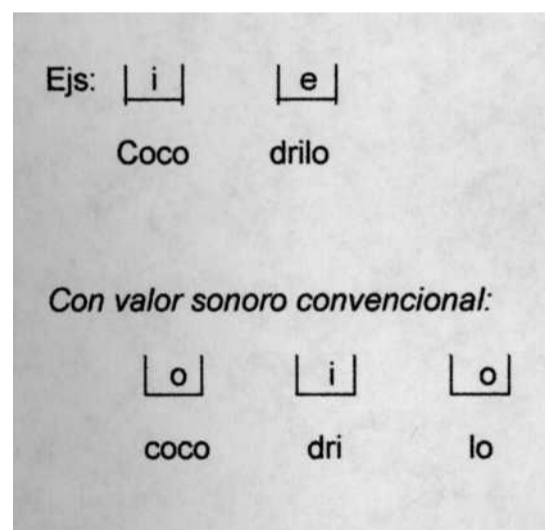 Ejs: i e
Coco drilo
Con valor sonoro convencional:
o i o
coco dri lo